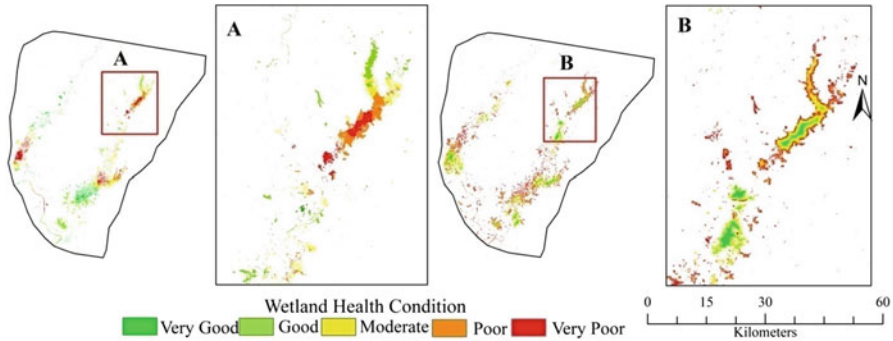 A
A
B
B
N
Wetland Health Condition
Very Good Good Moderate Poor Very Poor
0 15 30 60
Kilometers